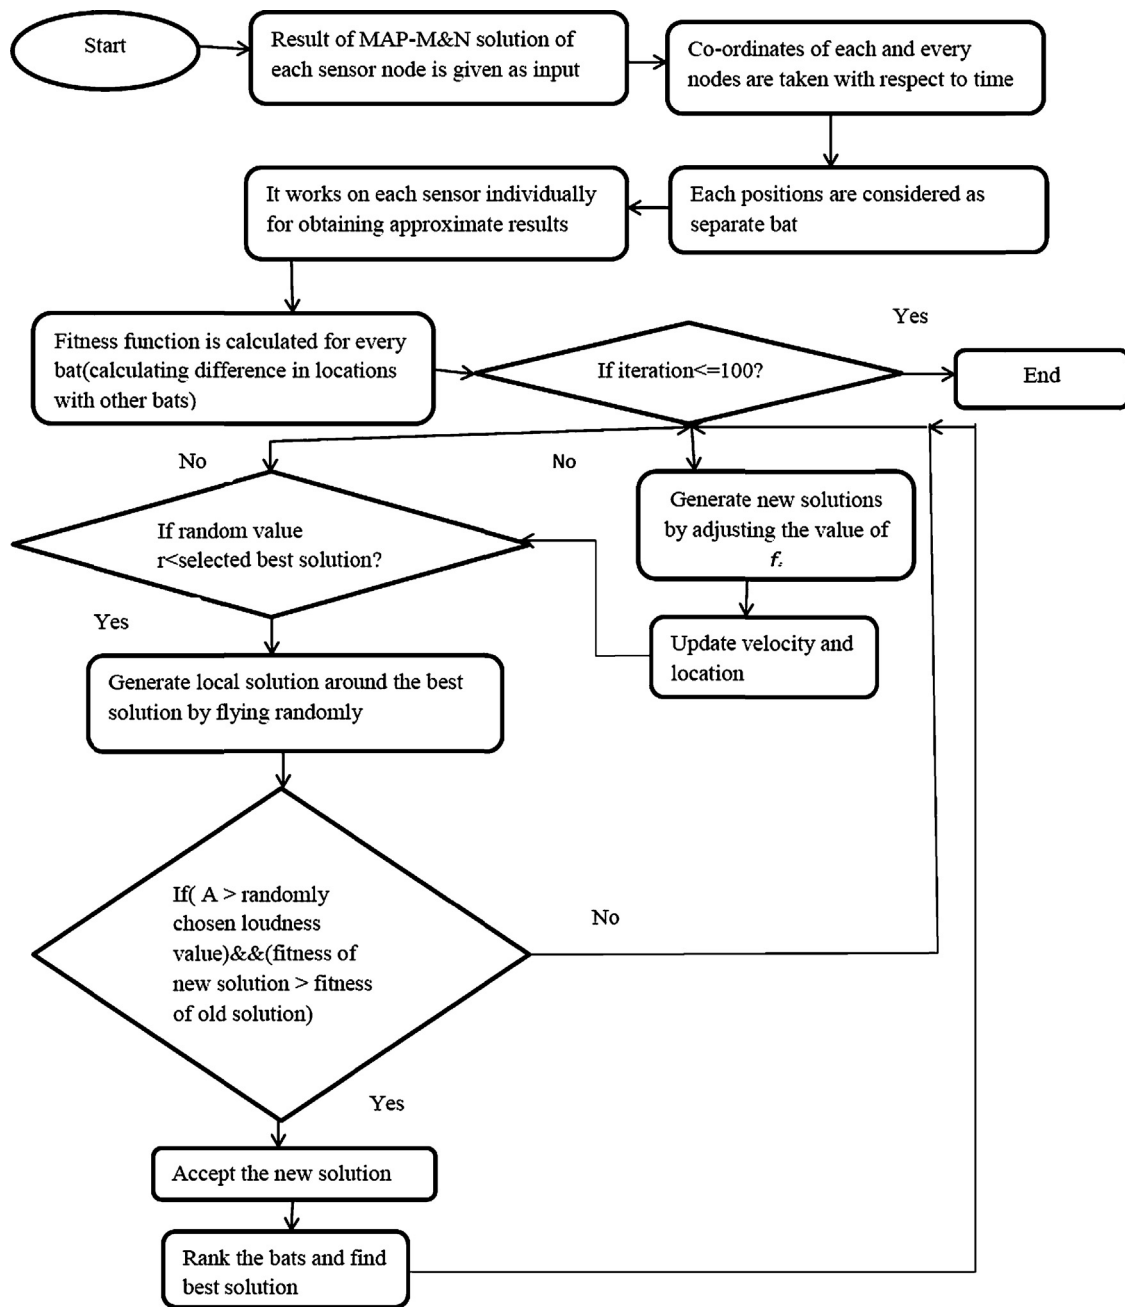 Start
Result of MAP-M&N solution of
each sensor node is given as input
Co-ordinates of each and every
nodes are taken with respect to time
It works on each sensor individually
for obtaining approximate results
Each positions are considered as
separate bat
Fitness function is calculated for every
bat(calculating difference in locations
with other bats)
If iteration<=100?
Yes
End
No
No
If random value
r<selected best solution?
Generate new solutions
by adjusting the value of
Yes
Update velocity and
location
Generate local solution around the best
solution by flying randomly
If( A > randomly
chosen loudness
value)&&(fitness of
new solution > fitness
of old solution)
No
Yes
Accept the new solution
Rank the bats and find
best solution